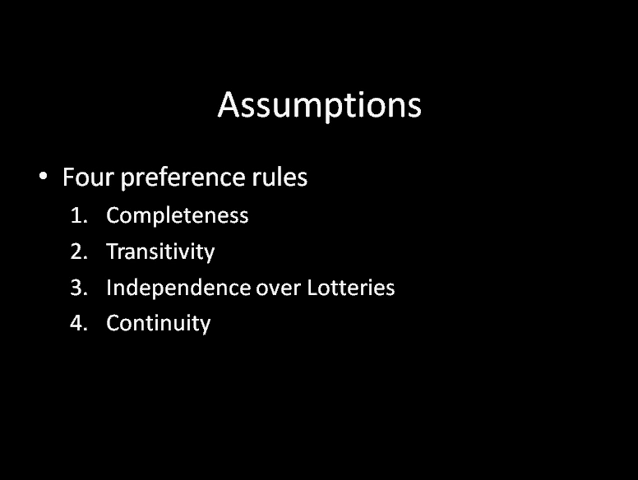 Assumptions
• Four preference rules
1. Completeness
2. Transitivity
3. Independence over Lotteries
4. Continuity